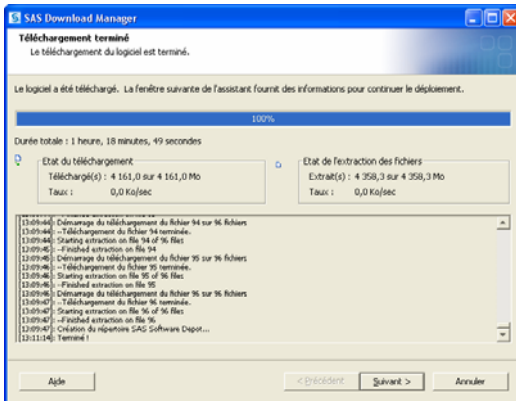 SAS Download Manager
Téléchargement terminé
Le téléchargement du logiciel est terminé.
Le logiciel a été téléchargé. La fenêtre suivante de l'assistant fournit des informations pour continuer le déploiement.
100%
Durée totale : 1 heure, 18 minutes, 49 secondes
Etat du téléchargement
Téléchargé(s) : 4 161,0 sur 4 161,0 Mo
Taux : 0,0 Ko/sec
Etat de l'extraction des fichiers
Extrait(s) : 4 358,3 sur 4 358,3 Mo
Taux : 0,0 Ko/sec
[13:09:44]: Démarrage du téléchargement du fichier 94 sur 96 fichiers
[13:09:44]: --Téléchargement du fichier 94 terminée.
[13:09:44]: Starting extraction on file 94 of 96 files
[13:09:45]: --Finished extraction on file 94
[13:09:46]: Démarrage du téléchargement du fichier 95 sur 96 fichiers
[13:09:46]: --Téléchargement du fichier 95 terminée.
[13:09:46]: Starting extraction on file 95 of 96 files
[13:09:46]: --Finished extraction on file 95
[13:09:46]: Démarrage du téléchargement du fichier 96 sur 96 fichiers
[13:09:47]: --Téléchargement du fichier 96 terminée.
[13:09:47]: Starting extraction on file 96 of 96 files
[13:09:47]: --Finished extraction on file 96
[13:09:47]: Création du répertoire SAS Software Depot...
[13:11:14]: Terminé !
Aide
< Précédent
Suivant >
Annuler